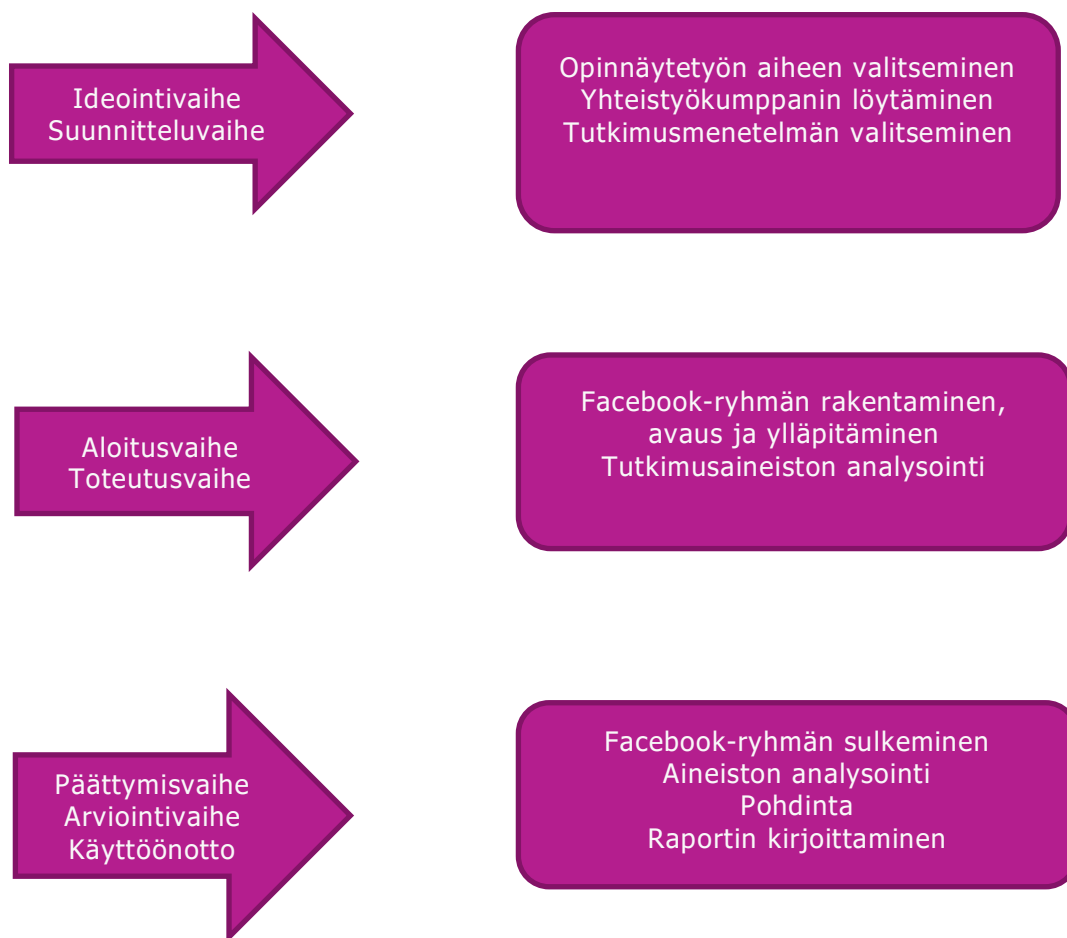 Ideointivaihe
Suunnitteluvaihe
Opinnäytetyön aiheen valitseminen
Yhteistyökumppanin löytäminen
Tutkimusmenetelmän valitseminen
Aloitusvaihe
Toteutusvaihe
Facebook-ryhmän rakentaminen,
avaus ja ylläpitäminen
Tutkimusaineiston analysointi
Päättymisvaihe
Arviointivaihe
Käyttöönotto
Facebook-ryhmän sulkeminen
Aineiston analysointi
Pohdinta
Raportin kirjoittaminen